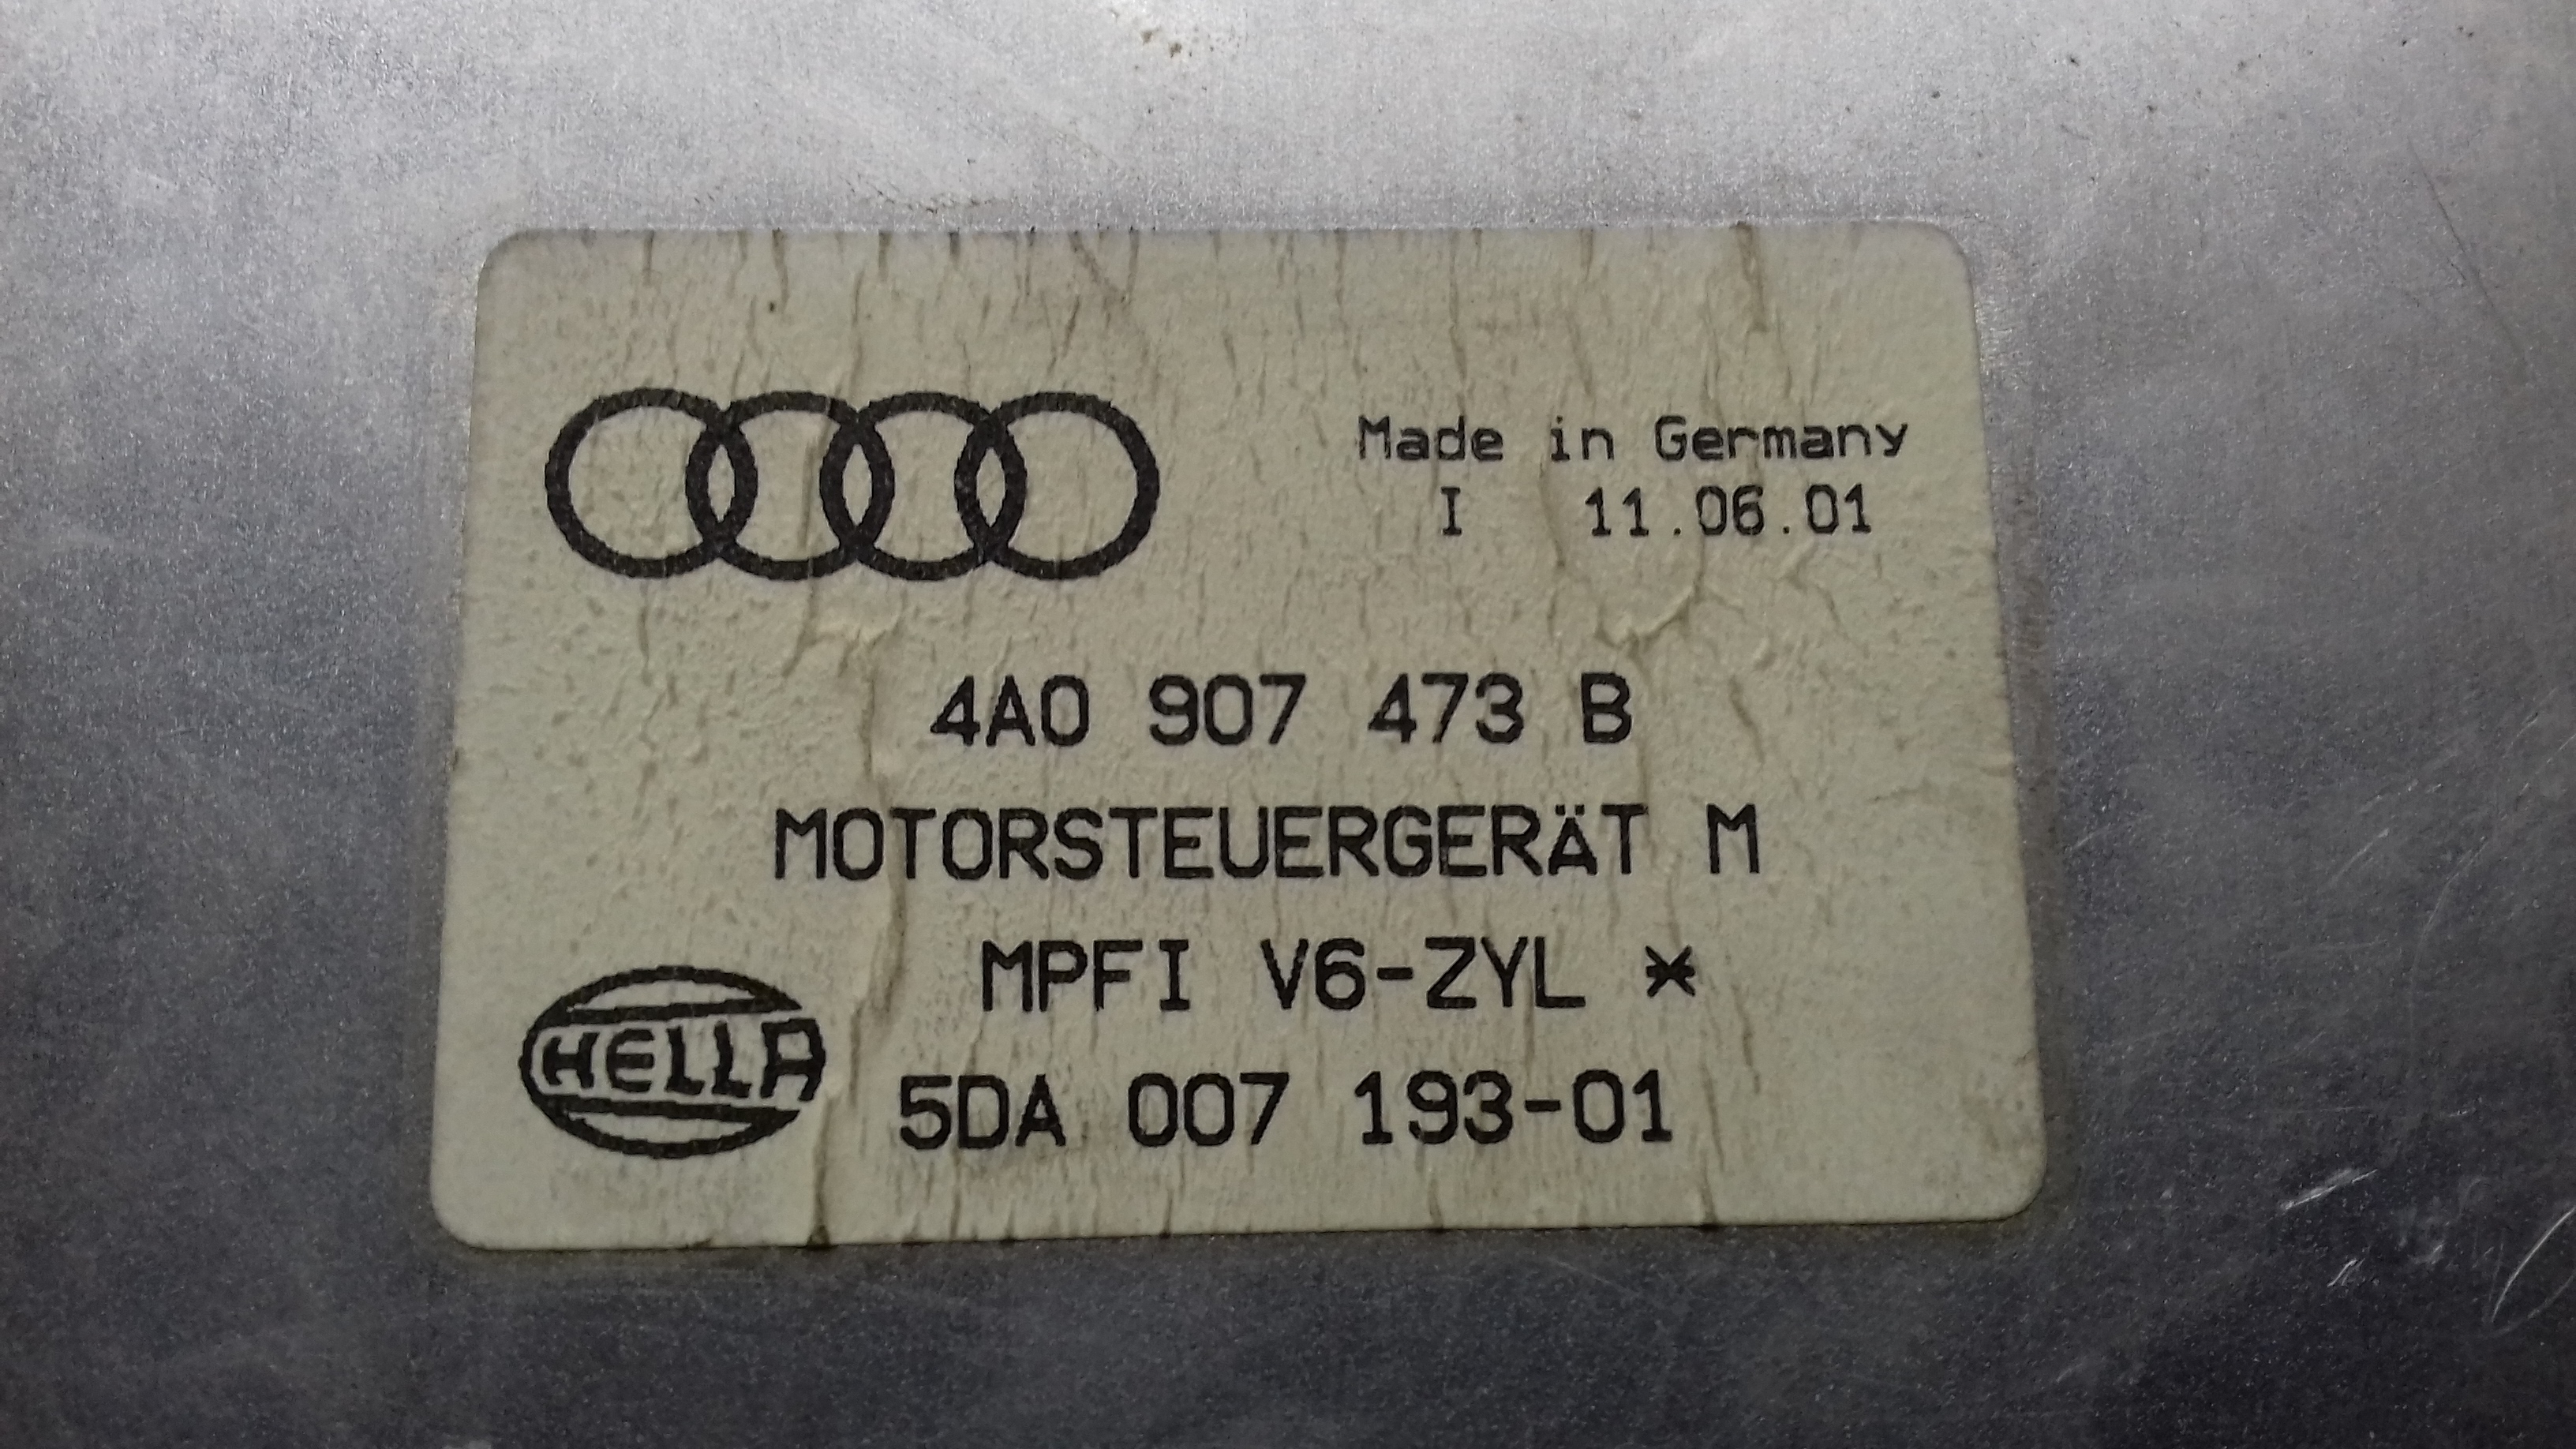 Made in Germany
I 11.06.01
4A0 907 473 B
MOTORSTEUERGERÄT M
MPFI V6-ZYL *
HELLA
5DA 007 193-01